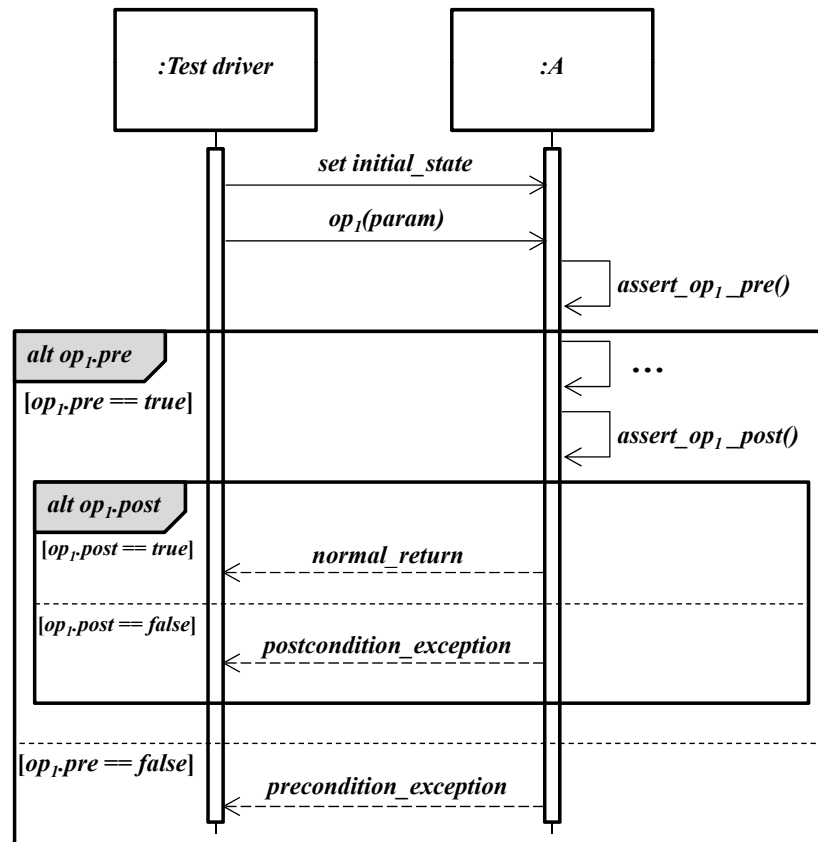 :Test driver
:A
set initial_state
op₁(param)
assert_op₁_pre()
alt op₁.pre
...
[op₁.pre == true]
assert_op₁_post()
alt op₁.post
[op₁.post == true]
normal_return
[op₁.post == false]
postcondition_exception
[op₁.pre == false]
precondition_exception